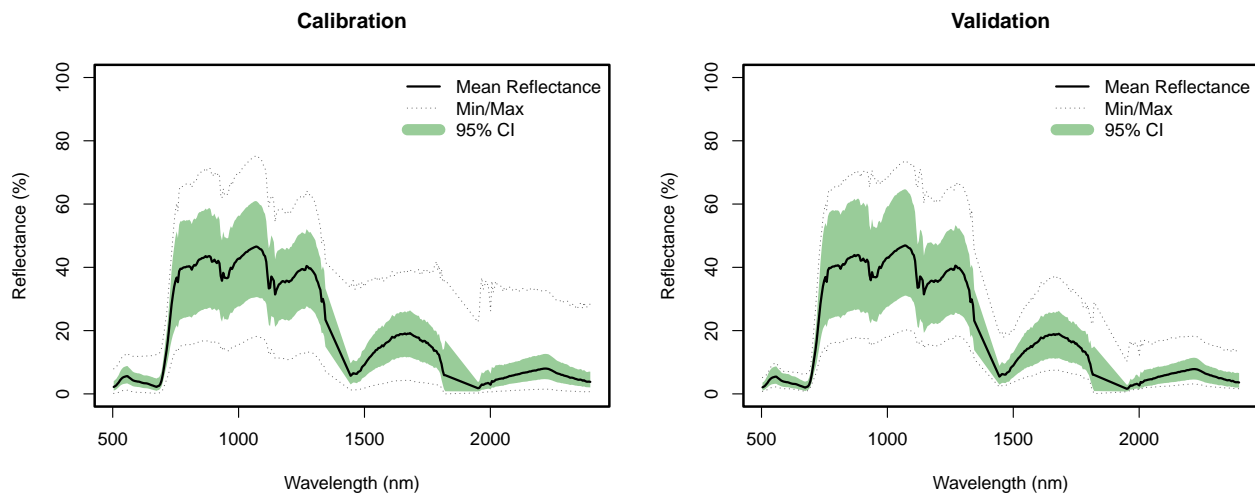 Calibration
100
80
60
40
20
0
Reflectance (%)
Mean Reflectance
Min/Max
95% CI
500
1000
1500
2000
Wavelength (nm)
Validation
100
80
60
40
20
0
Reflectance (%)
Mean Reflectance
Min/Max
95% CI
500
1000
1500
2000
Wavelength (nm)